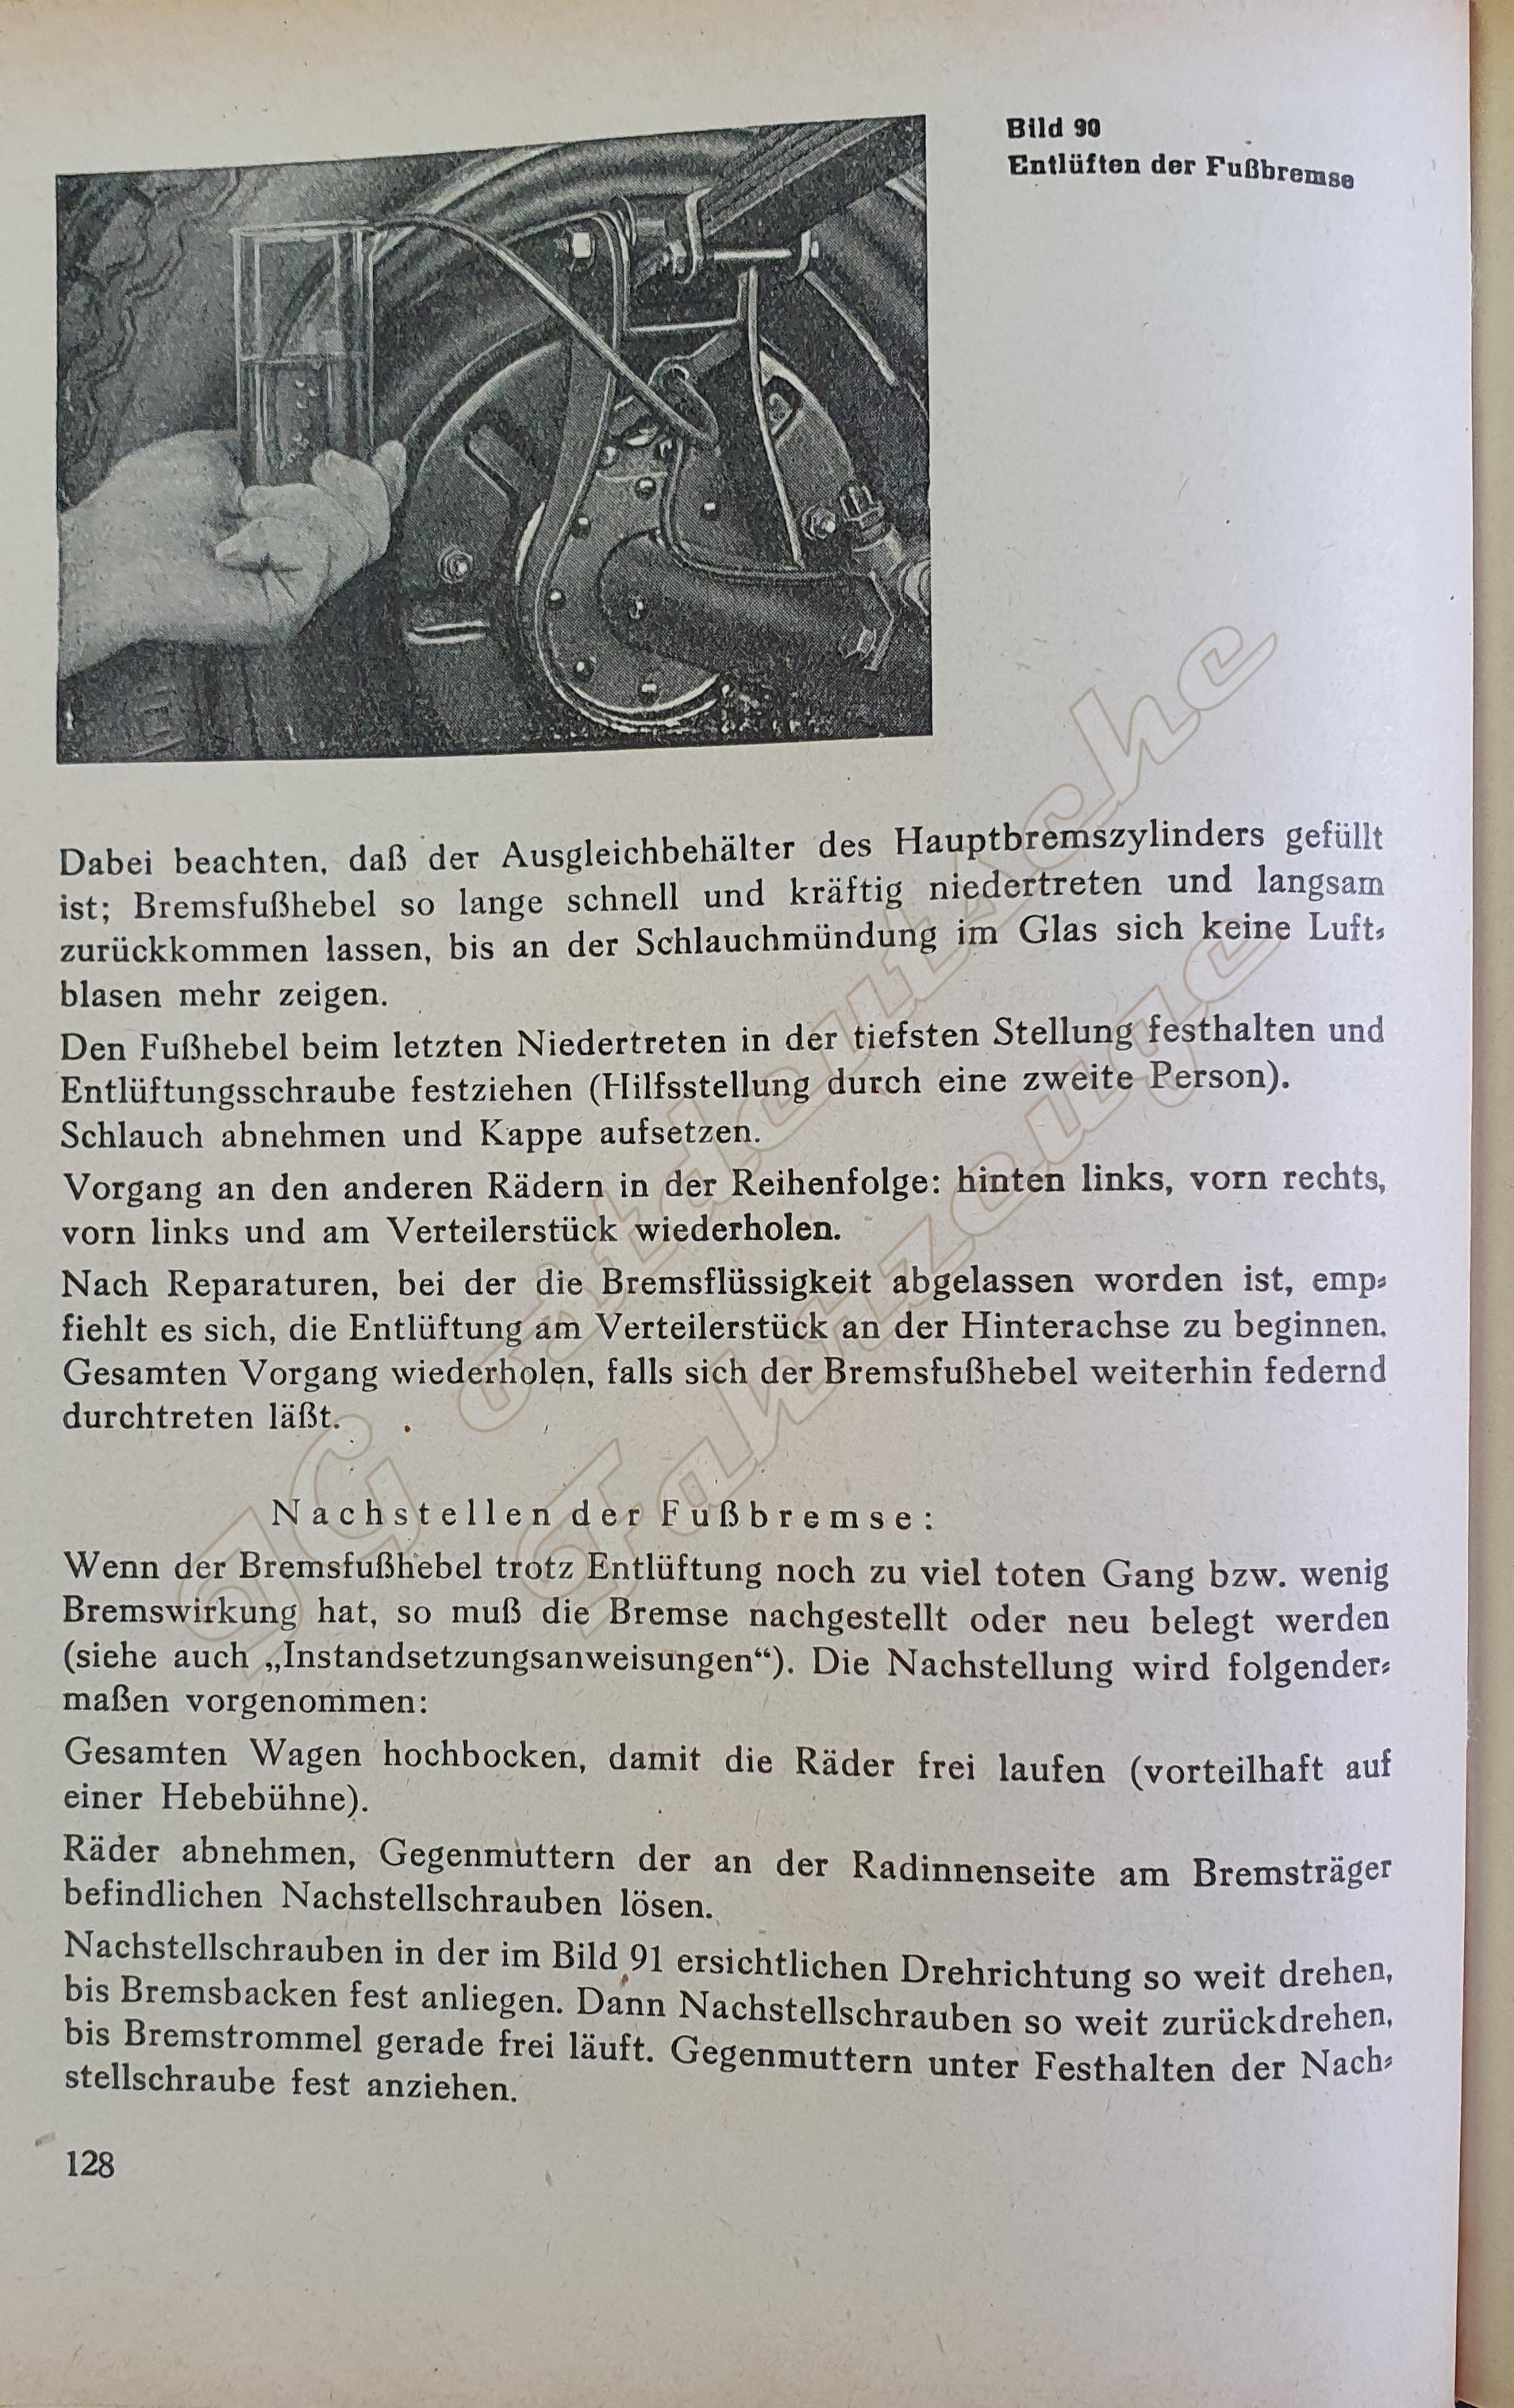 Bild 90
Entlüften der Fußbremse
Dabei beachten, daß der Ausgleichbehälter des Hauptbremszylinders gefüllt
ist; Bremsfußhebel so lange schnell und kräftig niedertreten und langsam
zurückkommen lassen, bis an der Schlauchmündung im Glas sich keine Luft-
blasen mehr zeigen.
Den Fußhebel beim letzten Niedertreten in der tiefsten Stellung festhalten und
Entlüftungsschraube festziehen (Hilfsstellung durch eine zweite Person).
Schlauch abnehmen und Kappe aufsetzen.
Vorgang an den anderen Rädern in der Reihenfolge: hinten links, vorn rechts,
vorn links und am Verteilerstück wiederholen.
Nach Reparaturen, bei der die Bremsflüssigkeit abgelassen worden ist, emp-
fiehlt es sich, die Entlüftung am Verteilerstück an der Hinterachse zu beginnen.
Gesamten Vorgang wiederholen, falls sich der Bremsfußhebel weiterhin federnd
durchtreten läßt.
Nachstellen der Fußbremse:
Wenn der Bremsfußhebel trotz Entlüftung noch zu viel toten Gang bzw. wenig
Bremswirkung hat, so muß die Bremse nachgestellt oder neu belegt werden
(siehe auch „Instandsetzungsanweisungen“). Die Nachstellung wird folgender-
maßen vorgenommen:
Gesamten Wagen hochbocken, damit die Räder frei laufen (vorteilhaft auf
einer Hebebühne).
Räder abnehmen, Gegenmuttern der an der Radinnenseite am Bremsträger
befindlichen Nachstellschrauben lösen.
Nachstellschrauben in der im Bild 91 ersichtlichen Drehrichtung so weit drehen,
bis Bremsbacken fest anliegen. Dann Nachstellschrauben so weit zurückdrehen,
bis Bremstrommel gerade frei läuft. Gegenmuttern unter Festhalten der Nach-
stellschraube fest anziehen.
128